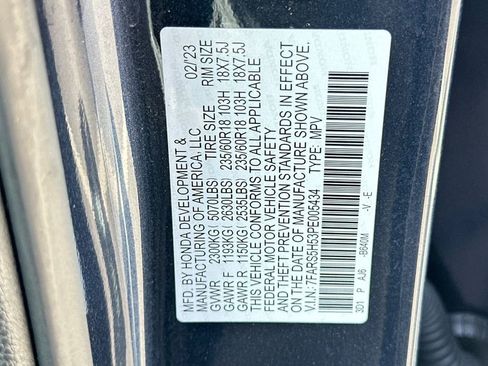 MFD. BY HONDA DEVELOPMENT & 02/'23
MANUFACTURING OF AMERICA, LLC
GVWR 2300KG( 5070LBS) TIRE SIZE RIM SIZE
GAWR F 1193KG( 2630LBS) 235/60R18 103H 18X7.5J
GAWR R 1150KG( 2535LBS) 235/60R18 103H 18X7.5J
THIS VEHICLE CONFORMS TO ALL APPLICABLE
FEDERAL MOTOR VEHICLE SAFETY
AND THEFT PREVENTION STANDARDS IN EFFECT
ON THE DATE OF MANUFACTURE SHOWN ABOVE.
V.I.N.: 7FARS5H53PE005434 TYPE: MPV
3D1 P AJ6 -B640M -V -E